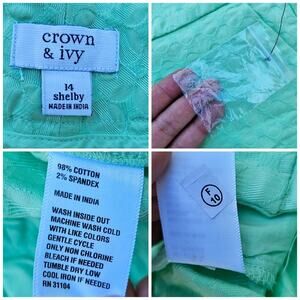 crown
& ivy
14
shelby
MADE IN INDIA
98% COTTON
2% SPANDEX
MADE IN INDIA
WASH INSIDE OUT
MACHINE WASH COLD
WITH LIKE COLORS
GENTLE CYCLE
ONLY NON CHLORINE
BLEACH IF NEEDED
TUMBLE DRY LOW
COOL IRON IF NEEDED
RN 31104
F
10